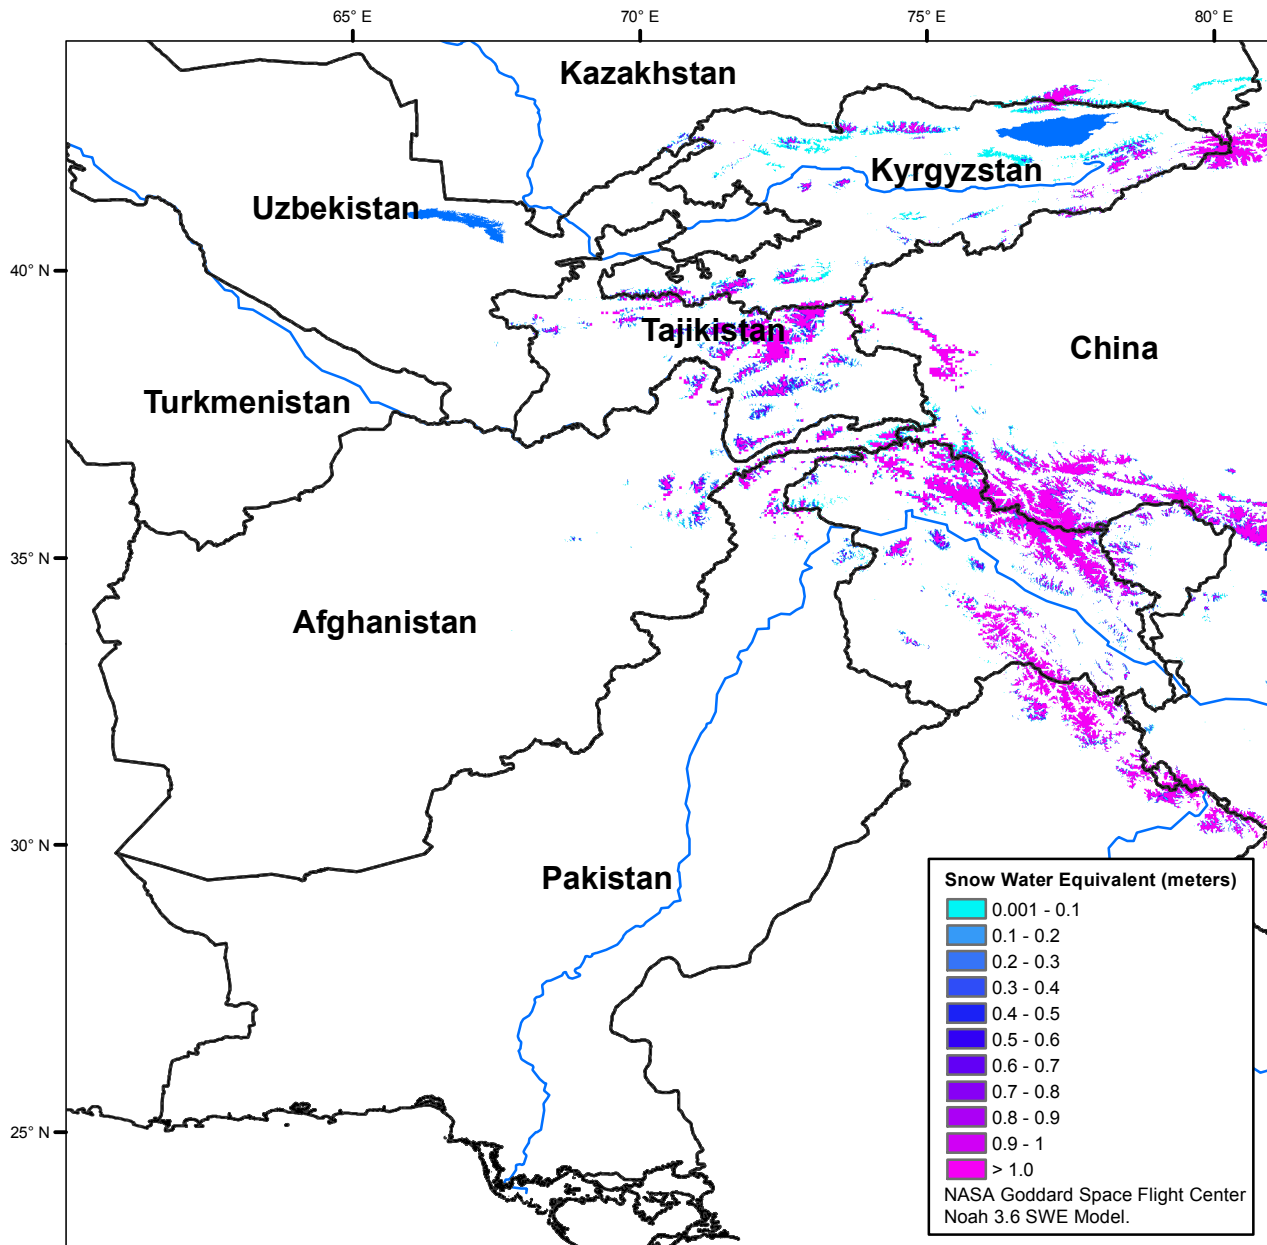 65° E
70° E
75° E
80° E
Kazakhstan
Kyrgyzstan
Uzbekistan
40° N
Tajikistan
China
Turkmenistan
35° N
Afghanistan
30° N
Pakistan
25° N
Snow Water Equivalent (meters)
0.001 - 0.1
0.1 - 0.2
0.2 - 0.3
0.3 - 0.4
0.4 - 0.5
0.5 - 0.6
0.6 - 0.7
0.7 - 0.8
0.8 - 0.9
0.9 - 1
> 1.0
NASA Goddard Space Flight Center
Noah 3.6 SWE Model.